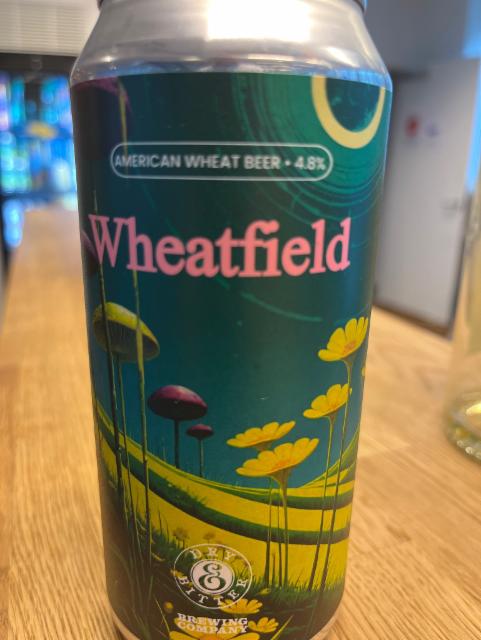 AMERICAN WHEAT BEER • 4.8%
Wheatfield
DRY
&
BITTER
BREWING
COMPANY